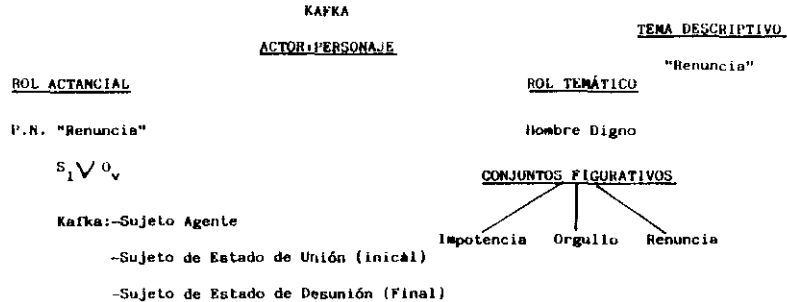 KAFKA
TEMA DESCRIPTIVO
ACTOR:PERSONAJE
"Renuncia"
ROL ACTANCIAL
ROL TEMÁTICO
P.N. "Renuncia"
Hombre Digno
S1 V Ov
CONJUNTOS FIGURATIVOS
Kafka:-Sujeto Agente
Impotencia Orgullo Renuncia
-Sujeto de Estado de Unión (inicál)
-Sujeto de Estado de Desunión (Final)